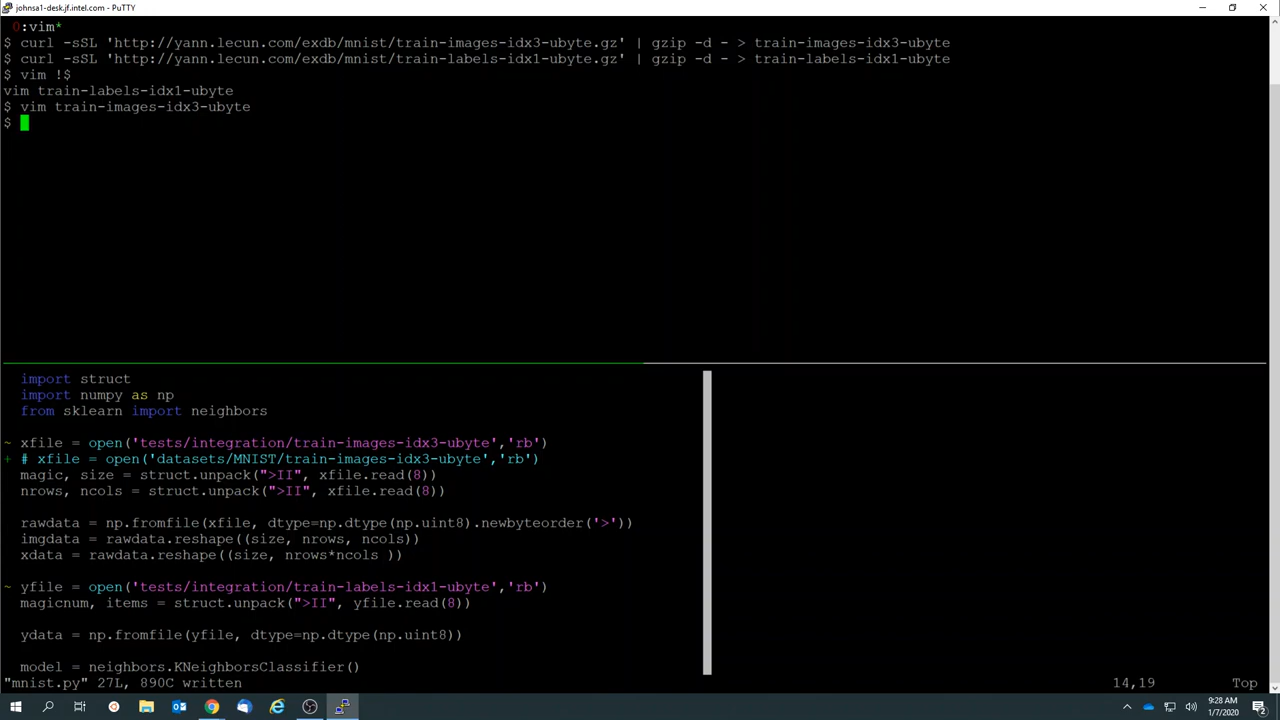 johnsa1-desk.jf.intel.com - PuTTY
0:vim*
$ curl -sSL 'http://yann.lecun.com/exdb/mnist/train-images-idx3-ubyte.gz' | gzip -d - > train-images-idx3-ubyte
$ curl -sSL 'http://yann.lecun.com/exdb/mnist/train-labels-idx1-ubyte.gz' | gzip -d - > train-labels-idx1-ubyte
$ vim !$
vim train-labels-idx1-ubyte
$ vim train-images-idx3-ubyte
$
import struct
import numpy as np
from sklearn import neighbors
~ xfile = open('tests/integration/train-images-idx3-ubyte','rb')
+ # xfile = open('datasets/MNIST/train-images-idx3-ubyte','rb')
magic, size = struct.unpack(">II", xfile.read(8))
nrows, ncols = struct.unpack(">II", xfile.read(8))
rawdata = np.fromfile(xfile, dtype=np.dtype(np.uint8).newbyteorder('>'))
imgdata = rawdata.reshape((size, nrows, ncols))
xdata = rawdata.reshape((size, nrows*ncols ))
~ yfile = open('tests/integration/train-labels-idx1-ubyte','rb')
magicnum, items = struct.unpack(">II", yfile.read(8))
ydata = np.fromfile(yfile, dtype=np.dtype(np.uint8))
model = neighbors.KNeighborsClassifier()
"mnist.py" 27L, 890C written 14,19 Top
9:28 AM
1/7/2020